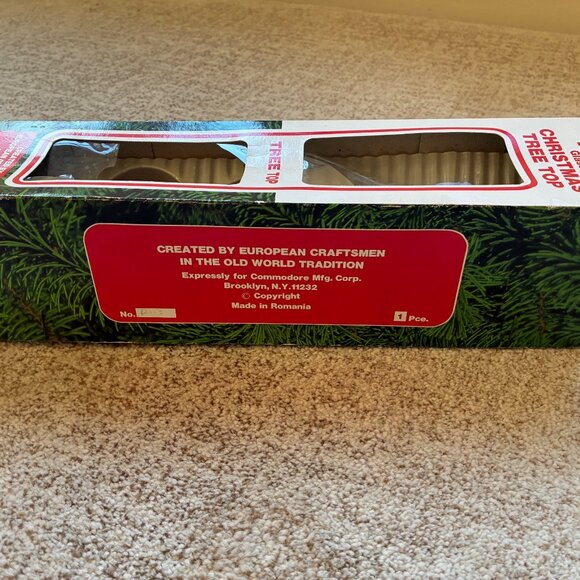 CHRISTMAS
TREE TOP
TREE TOP
CREATED BY EUROPEAN CRAFTSMEN
IN THE OLD WORLD TRADITION
Expressly for Commodore Mfg. Corp.
Brooklyn, N.Y. 11232
© Copyright
Made in Romania
No.
1 Pce.